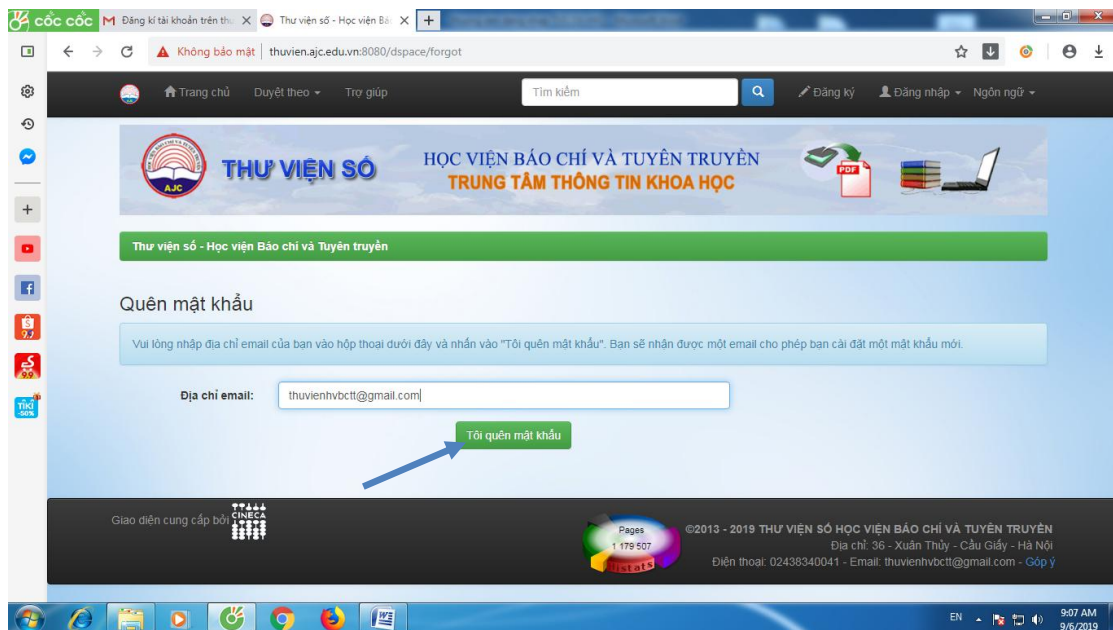 cốc cốc
Đăng kí tài khoản trên th
Thư viện số - Học viện Bá
Không bảo mật | thuvien.ajc.edu.vn:8080/dspace/forgot
Trang chủ Duyệt theo Trợ giúp Tìm kiếm Đăng ký Đăng nhập Ngôn ngữ
AJC
THƯ VIỆN SỐ
HỌC VIỆN BÁO CHÍ VÀ TUYÊN TRUYỀN
TRUNG TÂM THÔNG TIN KHOA HỌC
PDF
Thư viện số - Học viện Báo chí và Tuyên truyền
Quên mật khẩu
Vui lòng nhập địa chỉ email của bạn vào hộp thoại dưới đây và nhấn vào "Tôi quên mật khẩu". Bạn sẽ nhận được một email cho phép bạn cài đặt một mật khẩu mới.
Địa chỉ email: thuvienhvbctt@gmail.com
Tôi quên mật khẩu
9.9
TIKI
-50%
Giao diện cung cấp bởi CINECA
Pages
1 179 507
©2013 - 2019 THƯ VIỆN SỐ HỌC VIỆN BÁO CHÍ VÀ TUYÊN TRUYỀN
Địa chỉ: 36 - Xuân Thủy - Cầu Giấy - Hà Nội
Điện thoại: 02438340041 - Email: thuvienhvbctt@gmail.com - Góp ý
EN
9:07 AM
9/6/2019